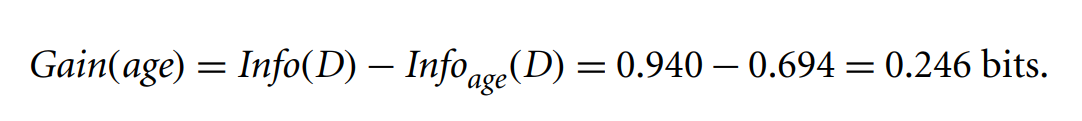 Gain(age) = Info(D) − Info_age(D) = 0.940 − 0.694 = 0.246 bits.